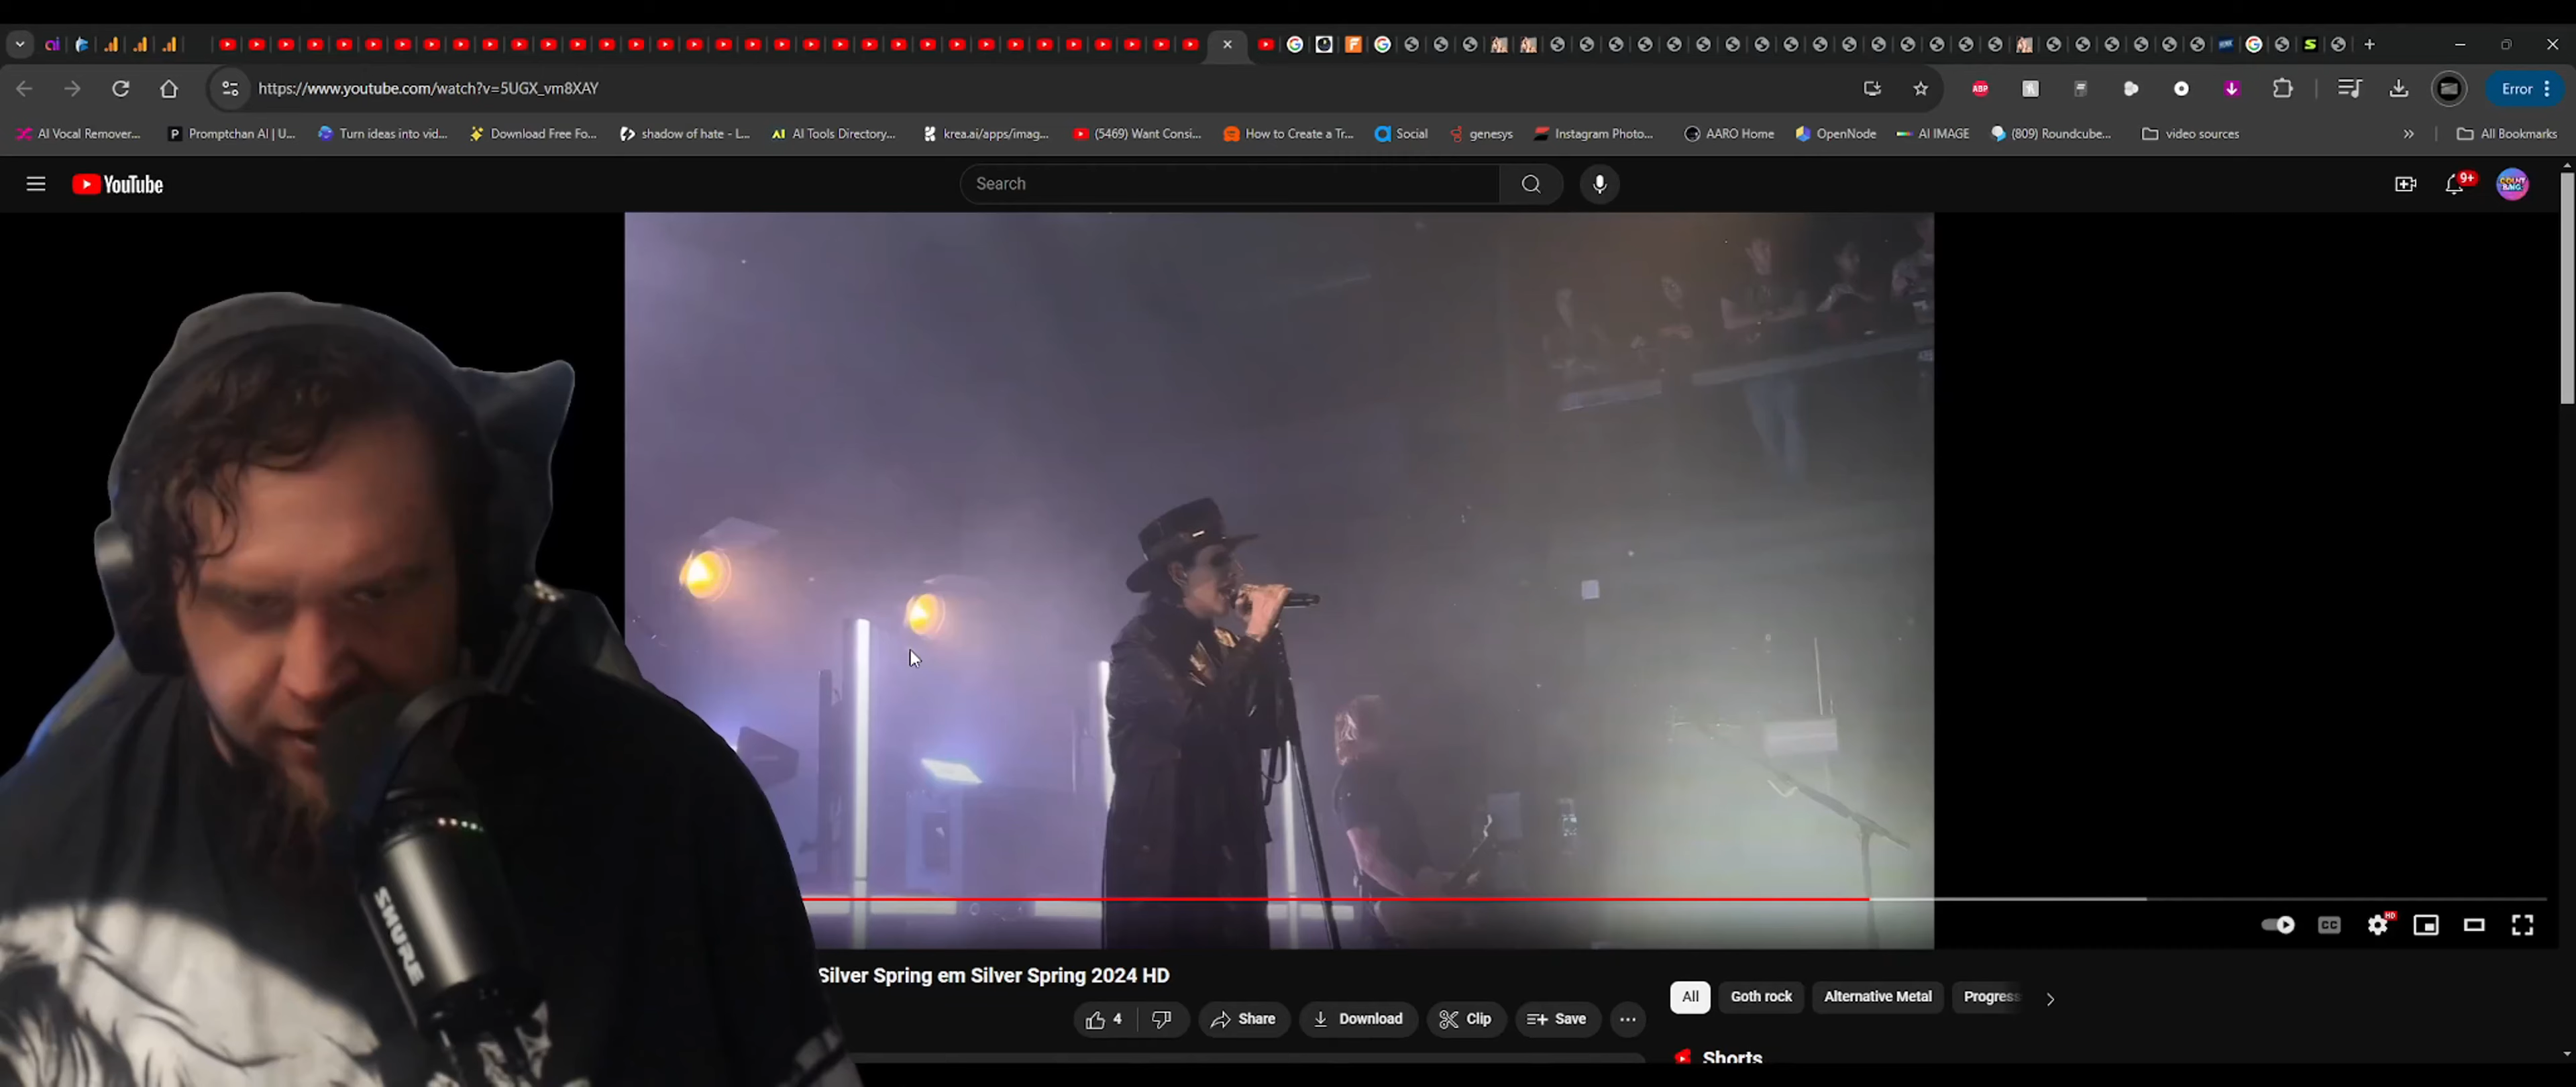 https://www.youtube.com/watch?v=5UGX_vm8XAY
ABP
Error
AI Vocal Remover...
Promptchan AI | U...
Turn ideas into vid...
Download Free Fo...
shadow of hate - L...
AI Tools Directory...
krea.ai/apps/imag...
(5469) Want Consi...
How to Create a Tr...
Social
genesys
Instagram Photo...
AARO Home
OpenNode
AI IMAGE
(809) Roundcube...
video sources
All Bookmarks
YouTube
Search
9+
SHURE
CC
HD
Silver Spring em Silver Spring 2024 HD
4
Share
Download
Clip
Save
All
Goth rock
Alternative Metal
Progress
Shorts